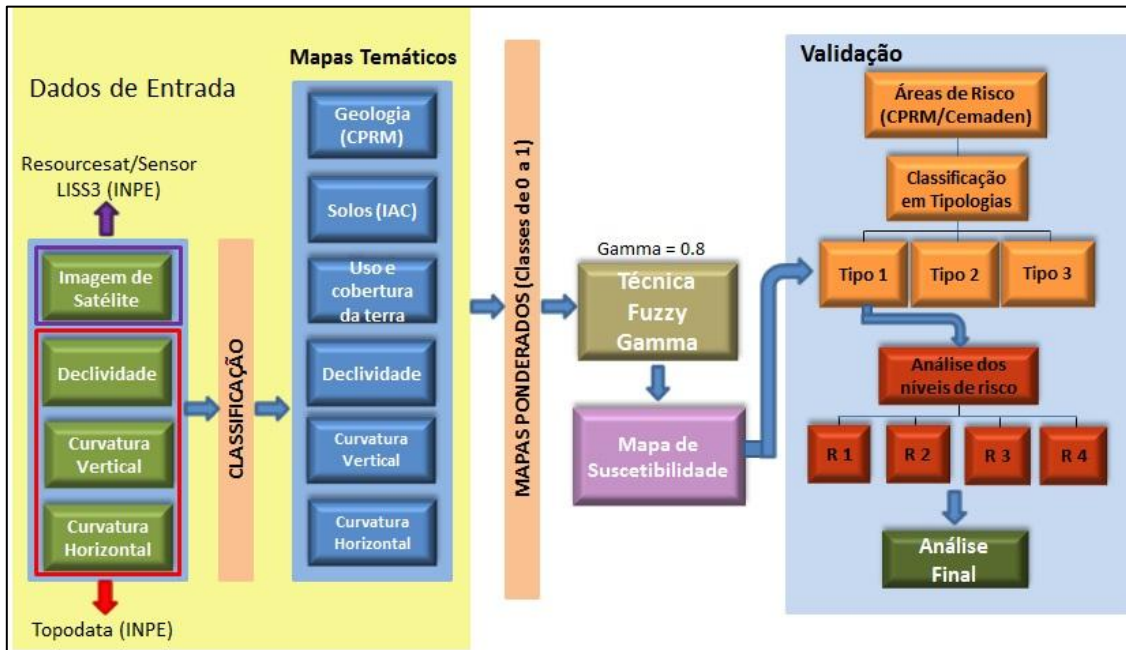 Dados de Entrada
Resourcesat/Sensor
LISS3 (INPE)
Imagem de
Satélite
Declividade
Curvatura
Vertical
Curvatura
Horizontal
Topodata (INPE)
CLASSIFICAÇÃO
Mapas Temáticos
Geologia
(CPRM)
Solos (IAC)
Uso e
cobertura
da terra
Declividade
Curvatura
Vertical
Curvatura
Horizontal
MAPAS PONDERADOS (Classes de 0 a 1)
Gamma = 0.8
Técnica
Fuzzy
Gamma
Mapa de
Suscetibilidade
Validação
Áreas de Risco
(CPRM/Cemaden)
Classificação
em Tipologias
Tipo 1
Tipo 2
Tipo 3
Análise dos
níveis de risco
R 1
R 2
R 3
R 4
Análise
Final